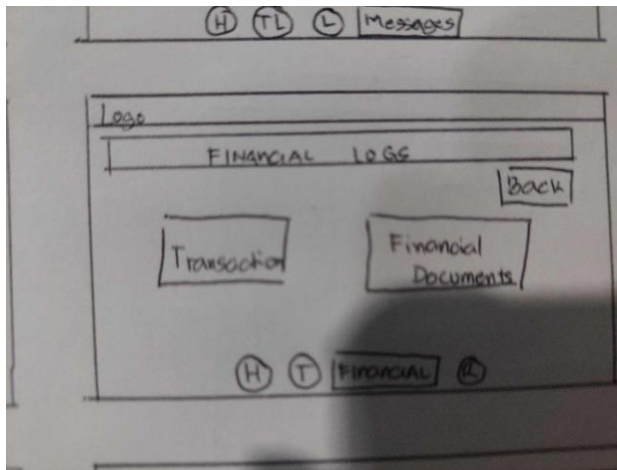 H TL L Messages
Logo
FINANCIAL LOGS
Back
Transaction
Financial
Documents
H T FINANCIAL R